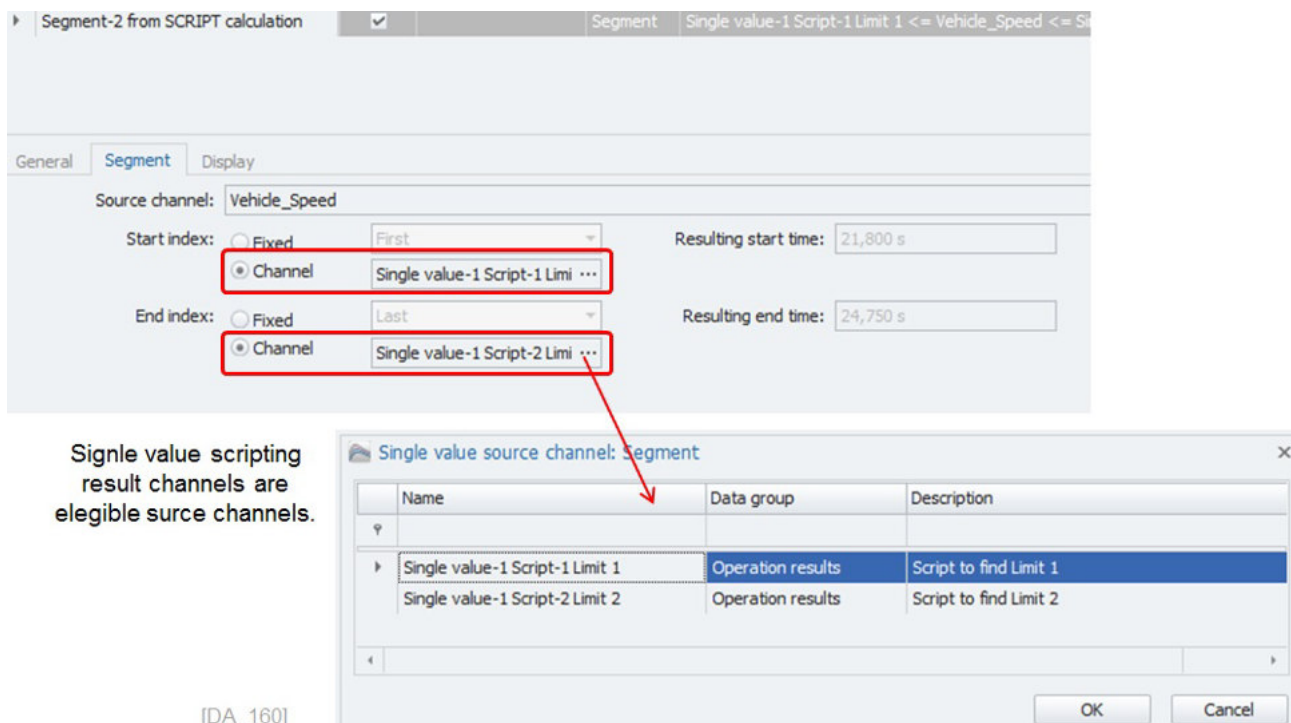 Segment-2 from SCRIPT calculation Segment Single value-1 Script-1 Limit 1 <= Vehicle_Speed <= Si
General Segment Display
Source channel: Vehicle_Speed
Start index: Fixed First Resulting start time: 21,800 s
Channel Single value-1 Script-1 Limi ...
End index: Fixed Last Resulting end time: 24,750 s
Channel Single value-1 Script-2 Limi ...
Signle value scripting
result channels are
elegible surce channels.
Single value source channel: Segment
Name Data group Description
Single value-1 Script-1 Limit 1 Operation results Script to find Limit 1
Single value-1 Script-2 Limit 2 Operation results Script to find Limit 2
OK Cancel
[DA_160]